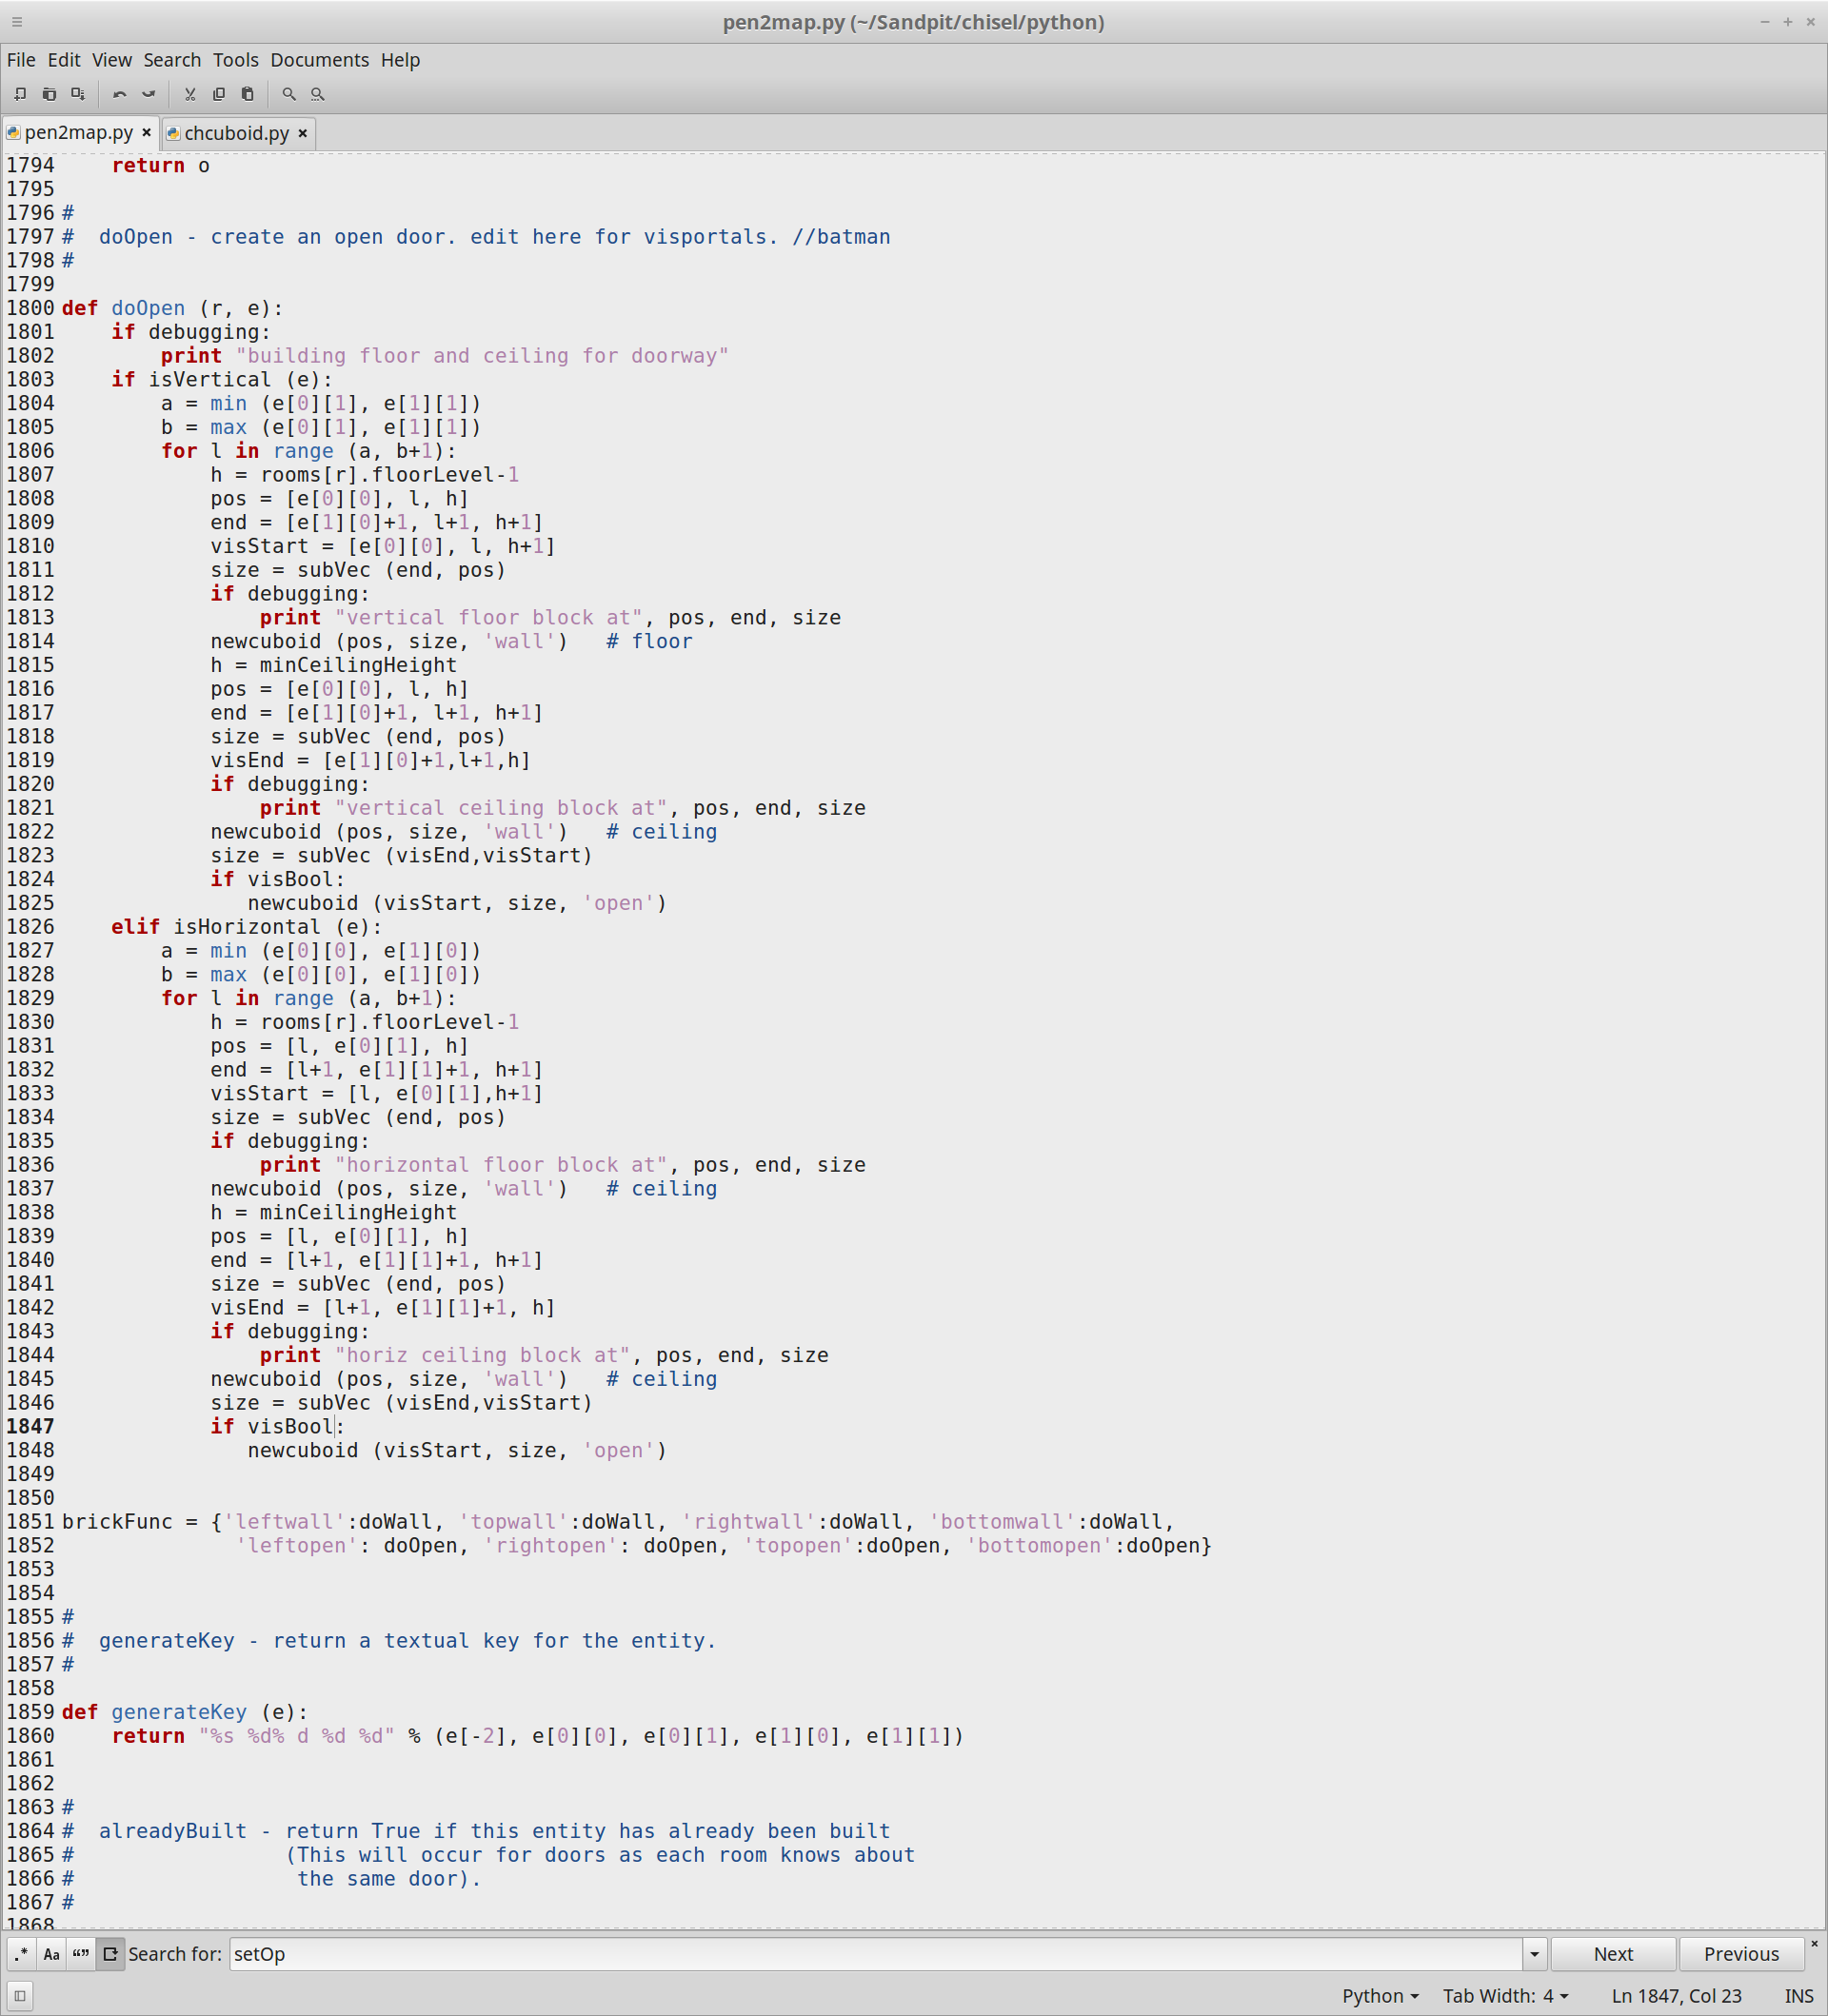 pen2map.py (~/Sandpit/chisel/python)
File Edit View Search Tools Documents Help
pen2map.py × chcuboid.py ×
1794     return o
1795
1796 #
1797 #  doOpen - create an open door. edit here for visportals. //batman
1798 #
1799
1800 def doOpen (r, e):
1801     if debugging:
1802         print "building floor and ceiling for doorway"
1803     if isVertical (e):
1804         a = min (e[0][1], e[1][1])
1805         b = max (e[0][1], e[1][1])
1806         for l in range (a, b+1):
1807             h = rooms[r].floorLevel-1
1808             pos = [e[0][0], l, h]
1809             end = [e[1][0]+1, l+1, h+1]
1810             visStart = [e[0][0], l, h+1]
1811             size = subVec (end, pos)
1812             if debugging:
1813                 print "vertical floor block at", pos, end, size
1814             newcuboid (pos, size, 'wall')   # floor
1815             h = minCeilingHeight
1816             pos = [e[0][0], l, h]
1817             end = [e[1][0]+1, l+1, h+1]
1818             size = subVec (end, pos)
1819             visEnd = [e[1][0]+1,l+1,h]
1820             if debugging:
1821                 print "vertical ceiling block at", pos, end, size
1822             newcuboid (pos, size, 'wall')   # ceiling
1823             size = subVec (visEnd,visStart)
1824             if visBool:
1825                newcuboid (visStart, size, 'open')
1826     elif isHorizontal (e):
1827         a = min (e[0][0], e[1][0])
1828         b = max (e[0][0], e[1][0])
1829         for l in range (a, b+1):
1830             h = rooms[r].floorLevel-1
1831             pos = [l, e[0][1], h]
1832             end = [l+1, e[1][1]+1, h+1]
1833             visStart = [l, e[0][1],h+1]
1834             size = subVec (end, pos)
1835             if debugging:
1836                 print "horizontal floor block at", pos, end, size
1837             newcuboid (pos, size, 'wall')   # ceiling
1838             h = minCeilingHeight
1839             pos = [l, e[0][1], h]
1840             end = [l+1, e[1][1]+1, h+1]
1841             size = subVec (end, pos)
1842             visEnd = [l+1, e[1][1]+1, h]
1843             if debugging:
1844                 print "horiz ceiling block at", pos, end, size
1845             newcuboid (pos, size, 'wall')   # ceiling
1846             size = subVec (visEnd,visStart)
1847             if visBool:
1848                newcuboid (visStart, size, 'open')
1849
1850
1851 brickFunc = {'leftwall':doWall, 'topwall':doWall, 'rightwall':doWall, 'bottomwall':doWall,
1852               'leftopen': doOpen, 'rightopen': doOpen, 'topopen':doOpen, 'bottomopen':doOpen}
1853
1854
1855 #
1856 #  generateKey - return a textual key for the entity.
1857 #
1858
1859 def generateKey (e):
1860     return "%s %d% d %d %d" % (e[-2], e[0][0], e[0][1], e[1][0], e[1][1])
1861
1862
1863 #
1864 #  alreadyBuilt - return True if this entity has already been built
1865 #                 (This will occur for doors as each room knows about
1866 #                  the same door).
1867 #
1868
.* Aa “” Search for: setOp Next Previous ×
Python Tab Width: 4 Ln 1847, Col 23 INS